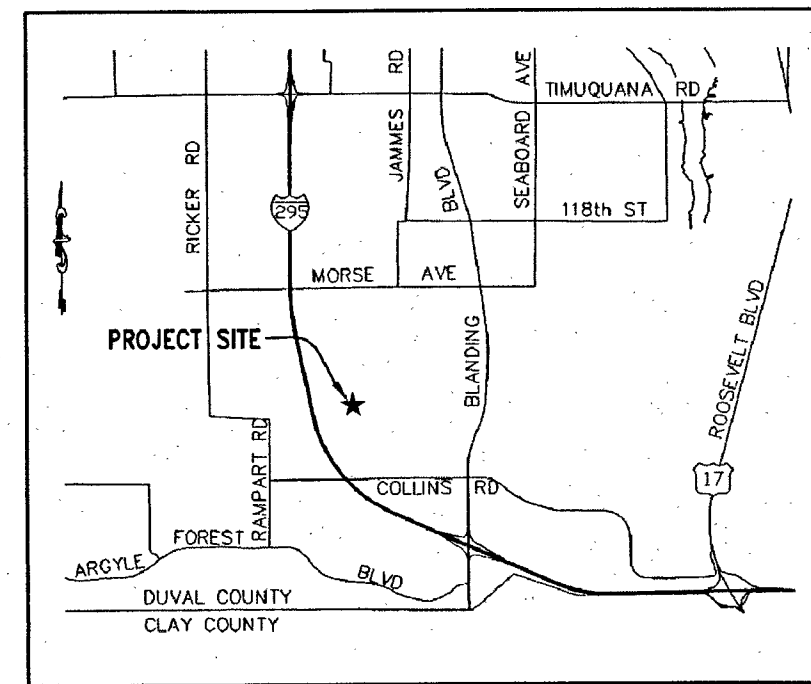 TIMUQUANA RD
RICKER RD
JAMMES RD
BLVD
SEABOARD AVE
295
118th ST
MORSE AVE
PROJECT SITE
BLANDING
ROOSEVELT BLVD
17
RAMPART RD
COLLINS RD
ARGYLE FOREST BLVD
DUVAL COUNTY
CLAY COUNTY